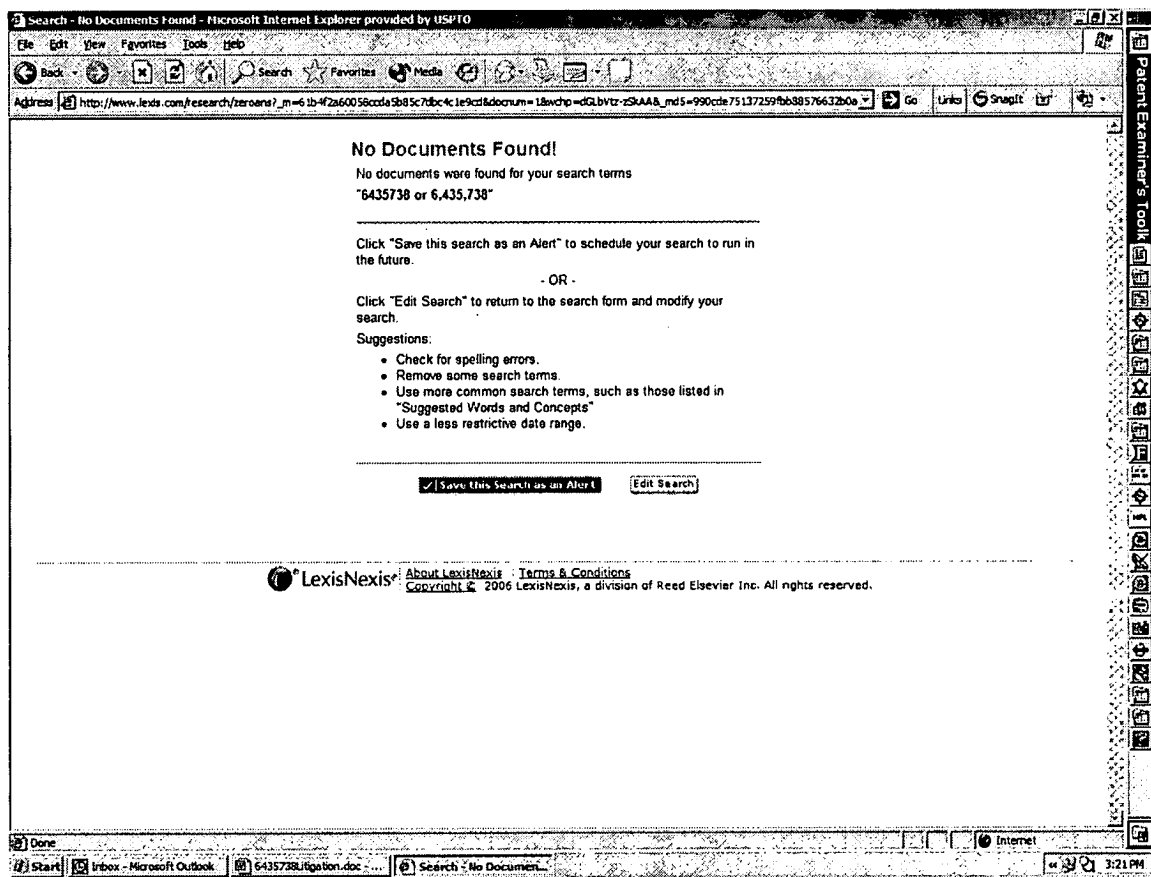 Search - No Documents Found - Microsoft Internet Explorer provided by USPTO
File Edit View Favorites Tools Help
Back Search Favorites Media
Address Go Links SnagIt
Patent Examiner's Toolk
No Documents Found!
No documents were found for your search terms
"6435738 or 6,435,738"
Click "Save this search as an Alert" to schedule your search to run in
the future.
- OR -
Click "Edit Search" to return to the search form and modify your
search.
Suggestions:
Check for spelling errors.
Remove some search terms.
Use more common search terms, such as those listed in
"Suggested Words and Concepts"
Use a less restrictive date range.
Save this Search as an Alert Edit Search
LexisNexis About LexisNexis Terms & Conditions
Copyright © 2006 LexisNexis, a division of Reed Elsevier Inc. All rights reserved.
Done Internet
Start Inbox - Microsoft Outlook 6435738Litigation.doc - ... Search - No Documen... 3:21 PM